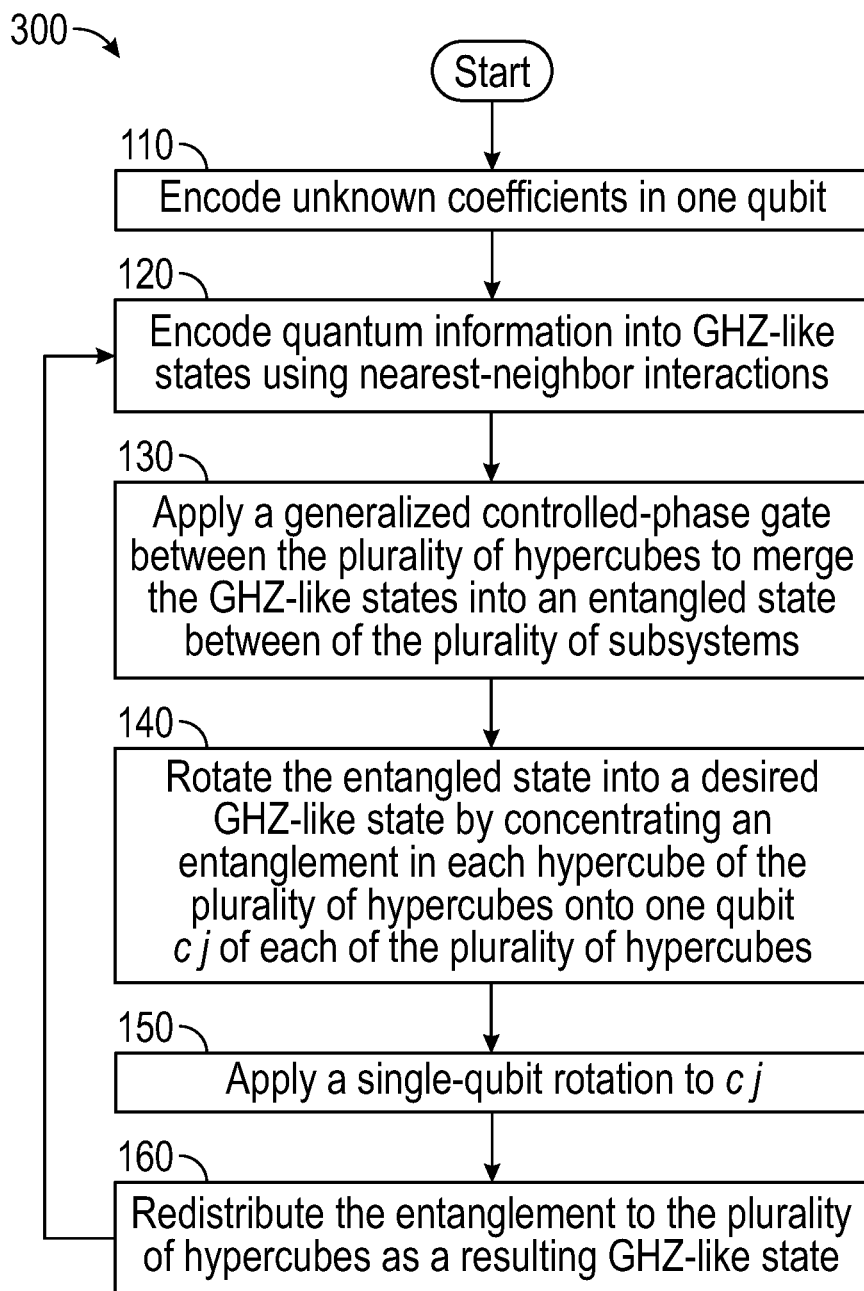 300
Start
110
Encode unknown coefficients in one qubit
120
Encode quantum information into GHZ-like
states using nearest-neighbor interactions
130
Apply a generalized controlled-phase gate
between the plurality of hypercubes to merge
the GHZ-like states into an entangled state
between of the plurality of subsystems
140
Rotate the entangled state into a desired
GHZ-like state by concentrating an
entanglement in each hypercube of the
plurality of hypercubes onto one qubit
c j of each of the plurality of hypercubes
150
Apply a single-qubit rotation to c j
160
Redistribute the entanglement to the plurality
of hypercubes as a resulting GHZ-like state